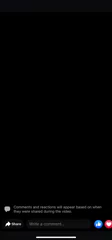 Comments and reactions will appear based on when
they were shared during the video.
Share
Write a comment...